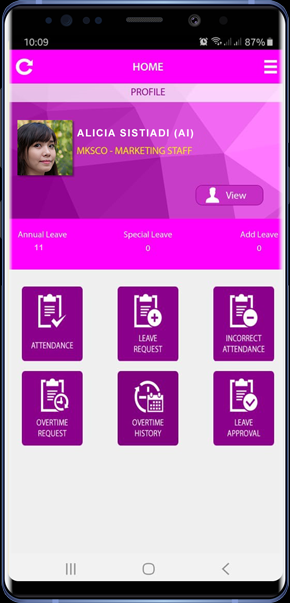 10:09
87%
HOME
PROFILE
ALICIA SISTIADI (AI)
MKSCO - MARKETING STAFF
View
Annual Leave Special Leave Add Leave
11 0 0
ATTENDANCE
LEAVE
REQUEST
INCORRECT
ATTENDANCE
OVERTIME
REQUEST
OVERTIME
HISTORY
LEAVE
APPROVAL